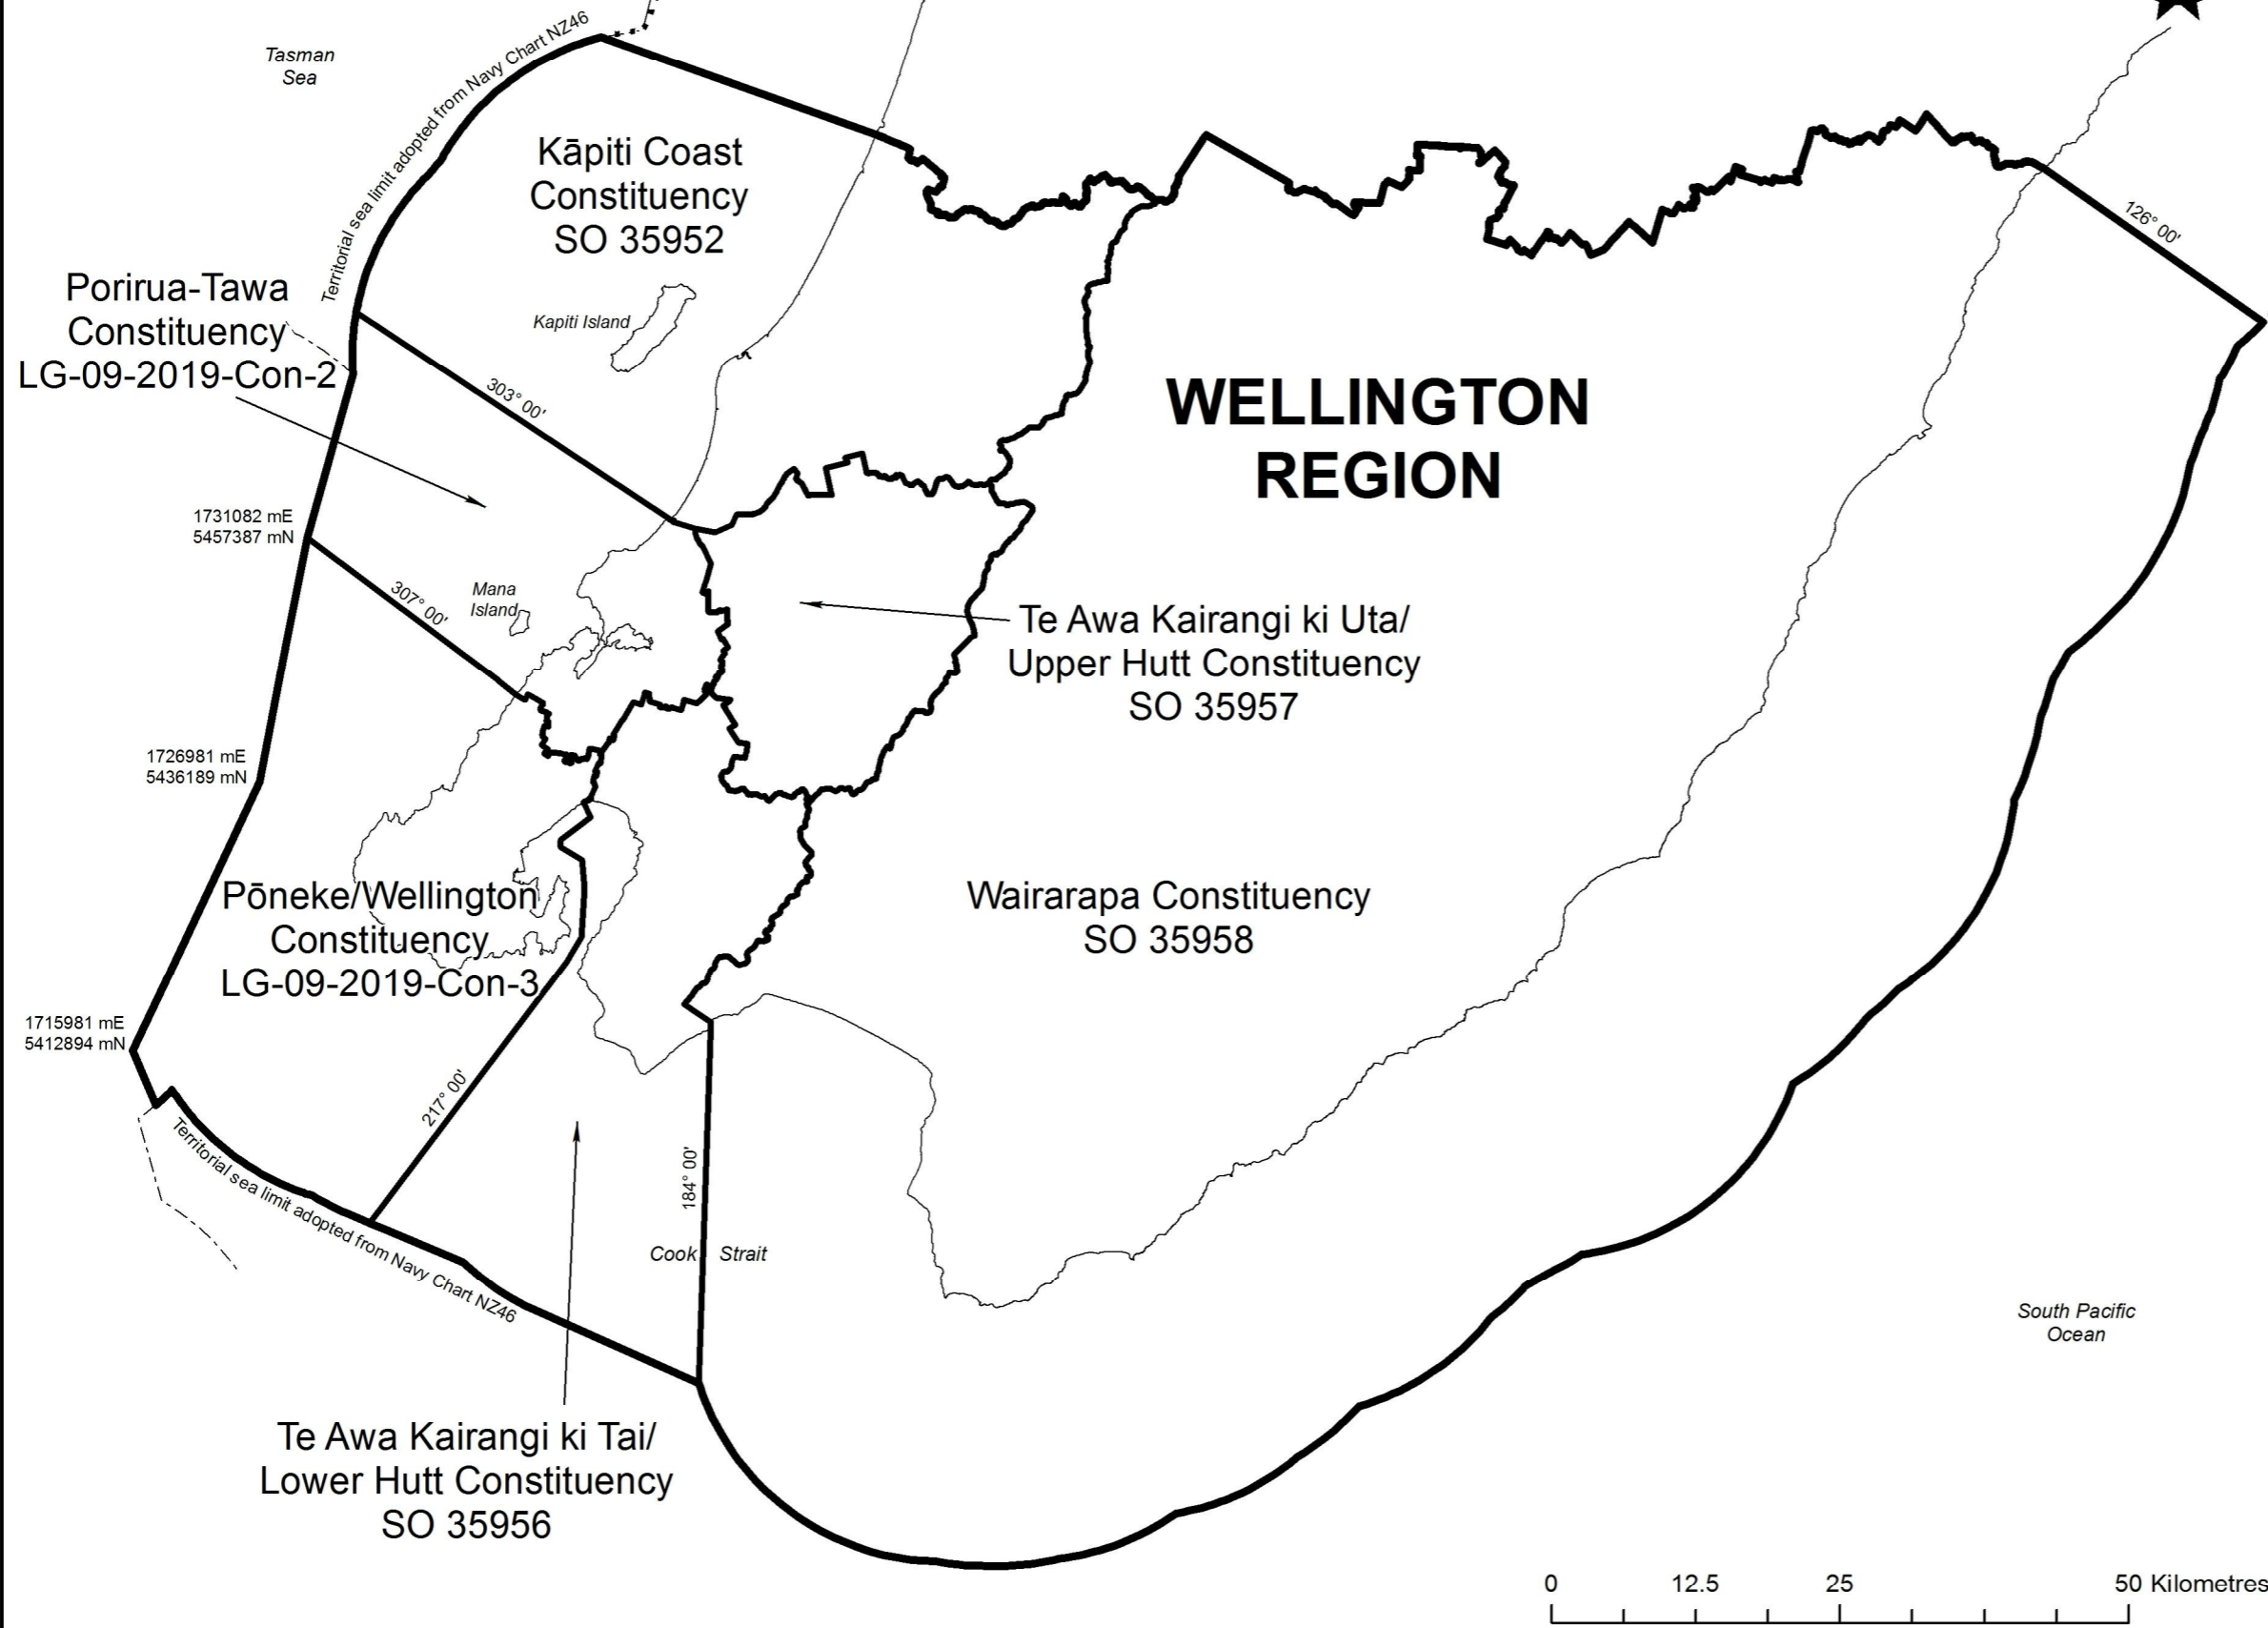 Tasman
Sea
Territorial sea limit adopted from Navy Chart NZ46
Kāpiti Coast
Constituency
SO 35952
126° 00'
Porirua-Tawa
Constituency
LG-09-2019-Con-2
Kapiti Island
303° 00'
WELLINGTON
REGION
1731082 mE
5457387 mN
307° 00'
Mana
Island
Te Awa Kairangi ki Uta/
Upper Hutt Constituency
SO 35957
1726981 mE
5436189 mN
Pōneke/Wellington
Constituency
LG-09-2019-Con-3
Wairarapa Constituency
SO 35958
1715981 mE
5412894 mN
217° 00'
184° 00'
Territorial sea limit adopted from Navy Chart NZ46
Cook Strait
South Pacific
Ocean
Te Awa Kairangi ki Tai/
Lower Hutt Constituency
SO 35956
0 12.5 25 50 Kilometres